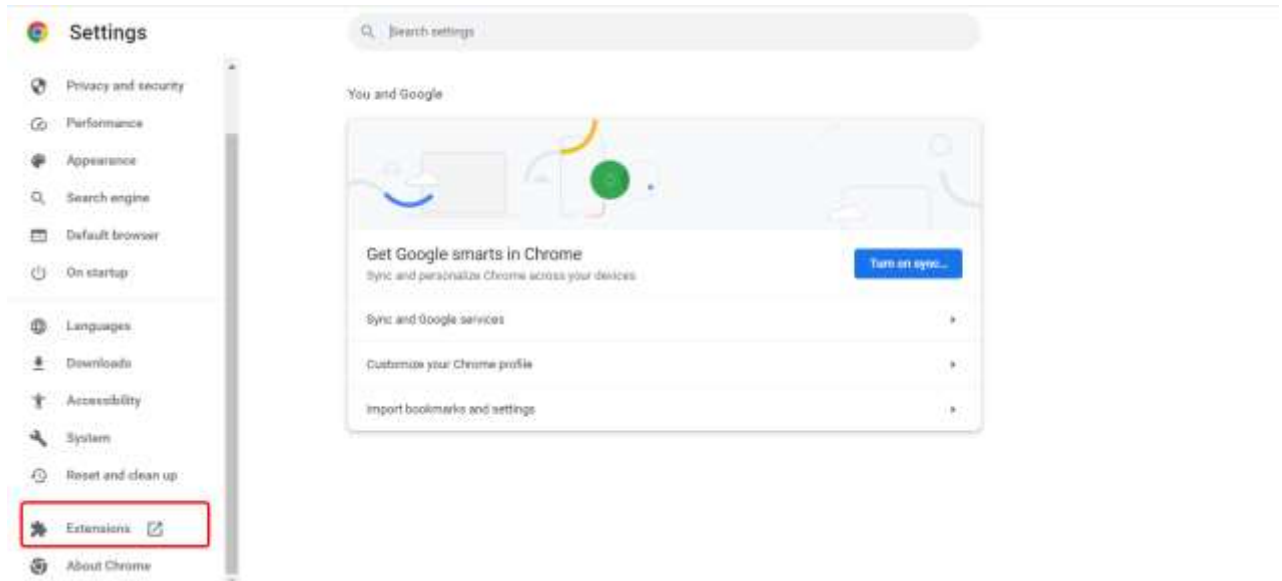 Settings
Search settings
Privacy and security
Performance
Appearance
Search engine
Default browser
On startup
Languages
Downloads
Accessibility
System
Reset and clean up
Extensions
About Chrome
You and Google
Get Google smarts in Chrome
Sync and personalize Chrome across your devices
Turn on sync...
Sync and Google services
Customize your Chrome profile
Import bookmarks and settings